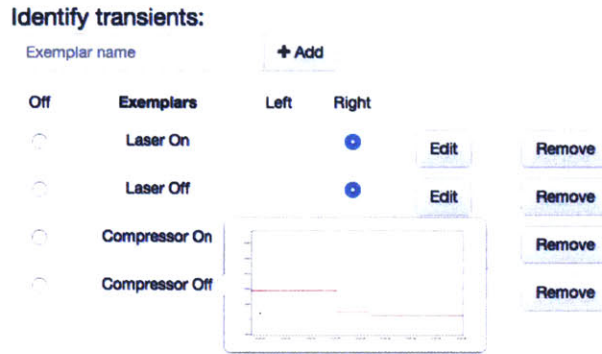 Identify transients:
Exemplar name + Add
Off Exemplars Left Right
Laser On Edit Remove
Laser Off Edit Remove
Compressor On Remove
Compressor Off Remove